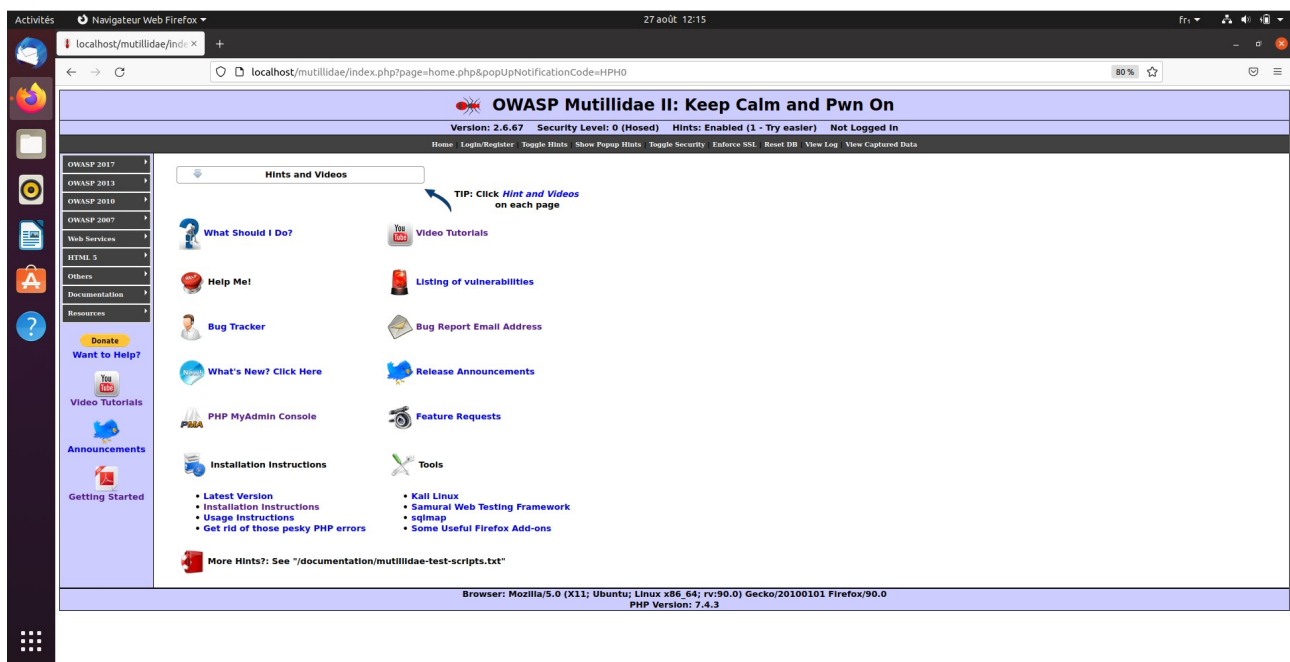 Activités Navigateur Web Firefox 27 août 12:15 fr₁
localhost/mutillidae/inde × +
localhost/mutillidae/index.php?page=home.php&popUpNotificationCode=HPH0 80 %
OWASP Mutillidae II: Keep Calm and Pwn On
Version: 2.6.67 Security Level: 0 (Hosed) Hints: Enabled (1 - Try easier) Not Logged In
Home | Login/Register | Toggle Hints | Show Popup Hints | Toggle Security | Enforce SSL | Reset DB | View Log | View Captured Data
OWASP 2017
OWASP 2013
OWASP 2010
OWASP 2007
Web Services
HTML 5
Others
Documentation
Resources
Donate
Want to Help?
You Tube
Video Tutorials
Announcements
Getting Started
Hints and Videos
TIP: Click Hint and Videos
on each page
What Should I Do?
You Tube
Video Tutorials
Help Me!
Listing of vulnerabilities
Bug Tracker
Bug Report Email Address
New!
What's New? Click Here
Release Announcements
PMA
PHP MyAdmin Console
Feature Requests
Installation Instructions
Tools
• Latest Version
• Installation Instructions
• Usage Instructions
• Get rid of those pesky PHP errors
• Kali Linux
• Samurai Web Testing Framework
• sqlmap
• Some Useful Firefox Add-ons
More Hints?: See "/documentation/mutillidae-test-scripts.txt"
Browser: Mozilla/5.0 (X11; Ubuntu; Linux x86_64; rv:90.0) Gecko/20100101 Firefox/90.0
PHP Version: 7.4.3